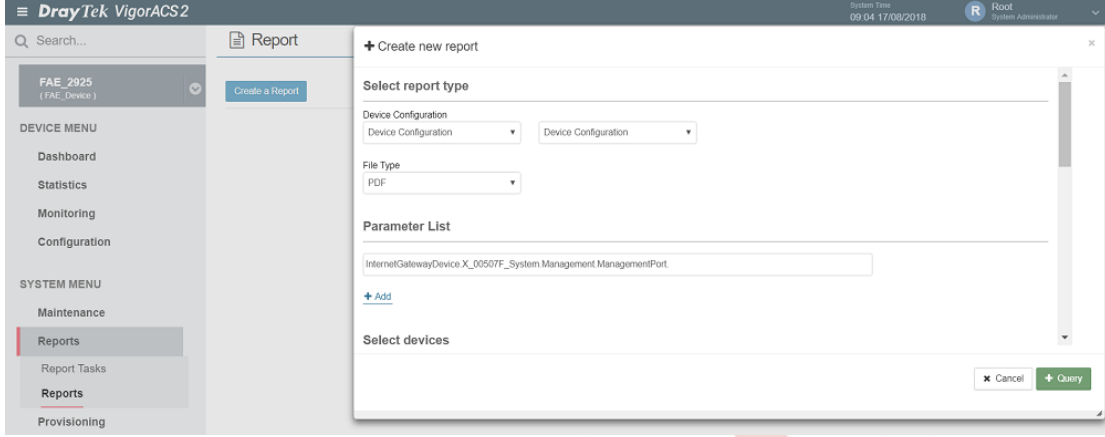 DrayTek VigorACS2
System Time
09:04 17/08/2018
R
Root
System Administrator
Search...
FAE_2925
( FAE_Device )
DEVICE MENU
Dashboard
Statistics
Monitoring
Configuration
SYSTEM MENU
Maintenance
Reports
Report Tasks
Reports
Provisioning
Report
Create a Report
Create new report
Select report type
Device Configuration
Device Configuration
Device Configuration
File Type
PDF
Parameter List
InternetGatewayDevice.X_00507F_System.Management.ManagementPort.
+ Add
Select devices
Cancel
+ Query